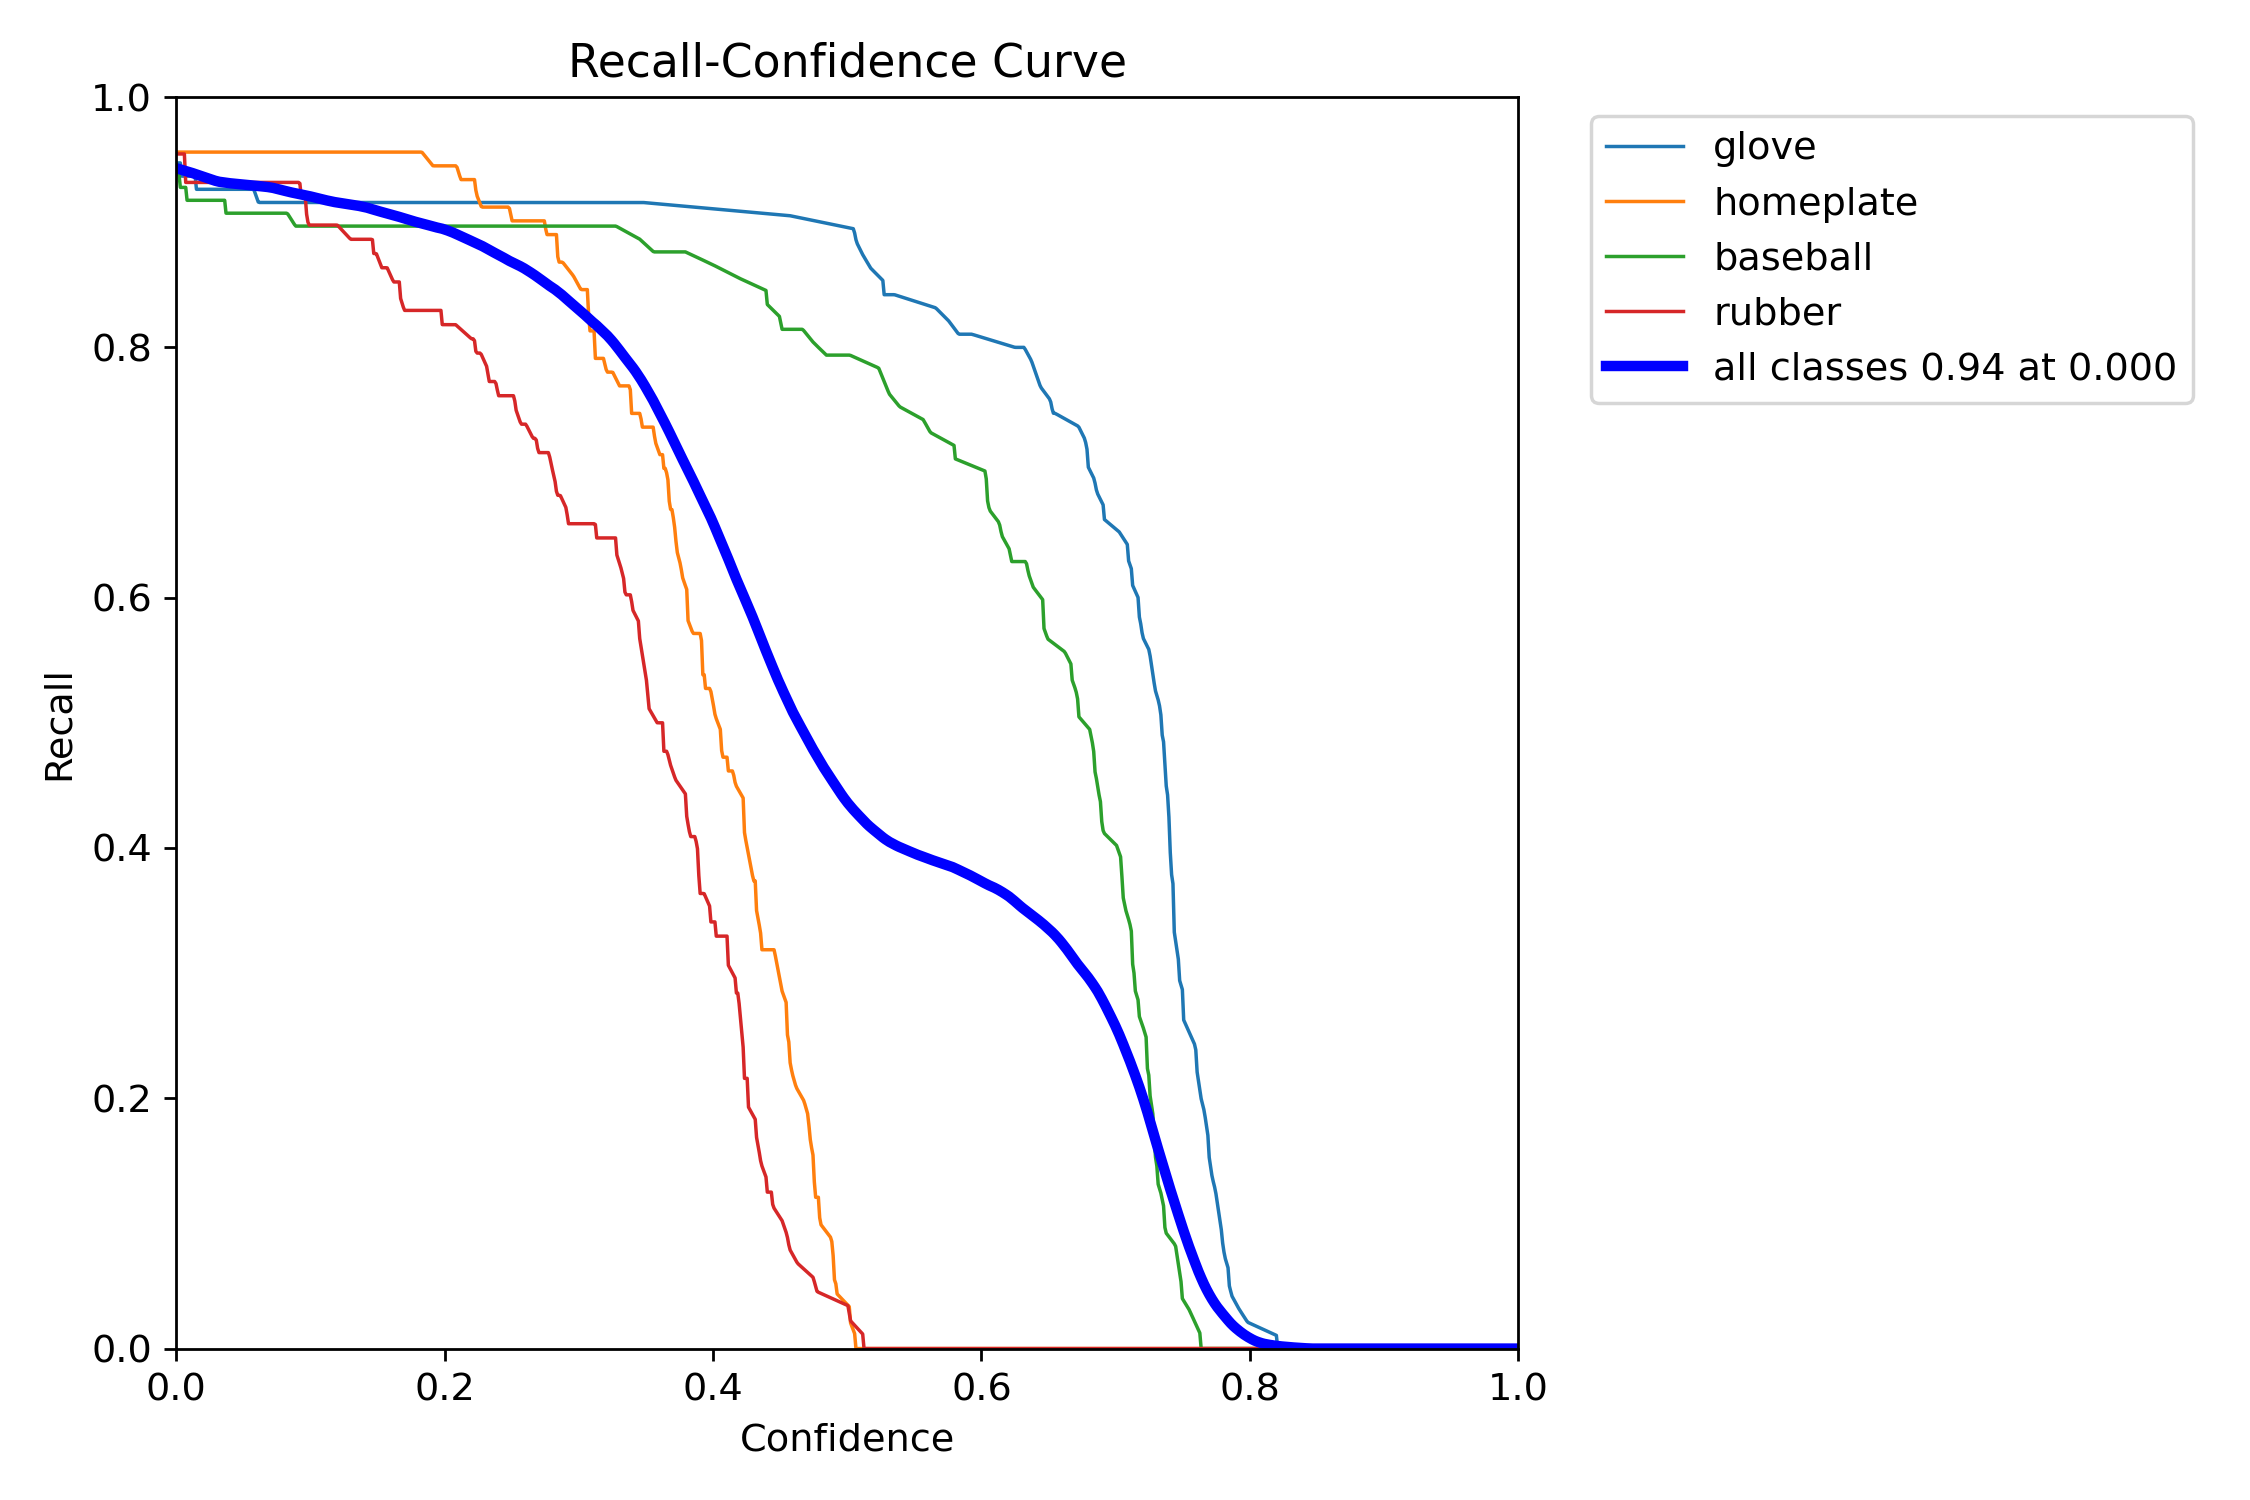 Recall-Confidence Curve
1.0
0.8
0.6
0.4
0.2
0.0
Recall
0.0 0.2 0.4 0.6 0.8 1.0
Confidence
glove
homeplate
baseball
rubber
all classes 0.94 at 0.000